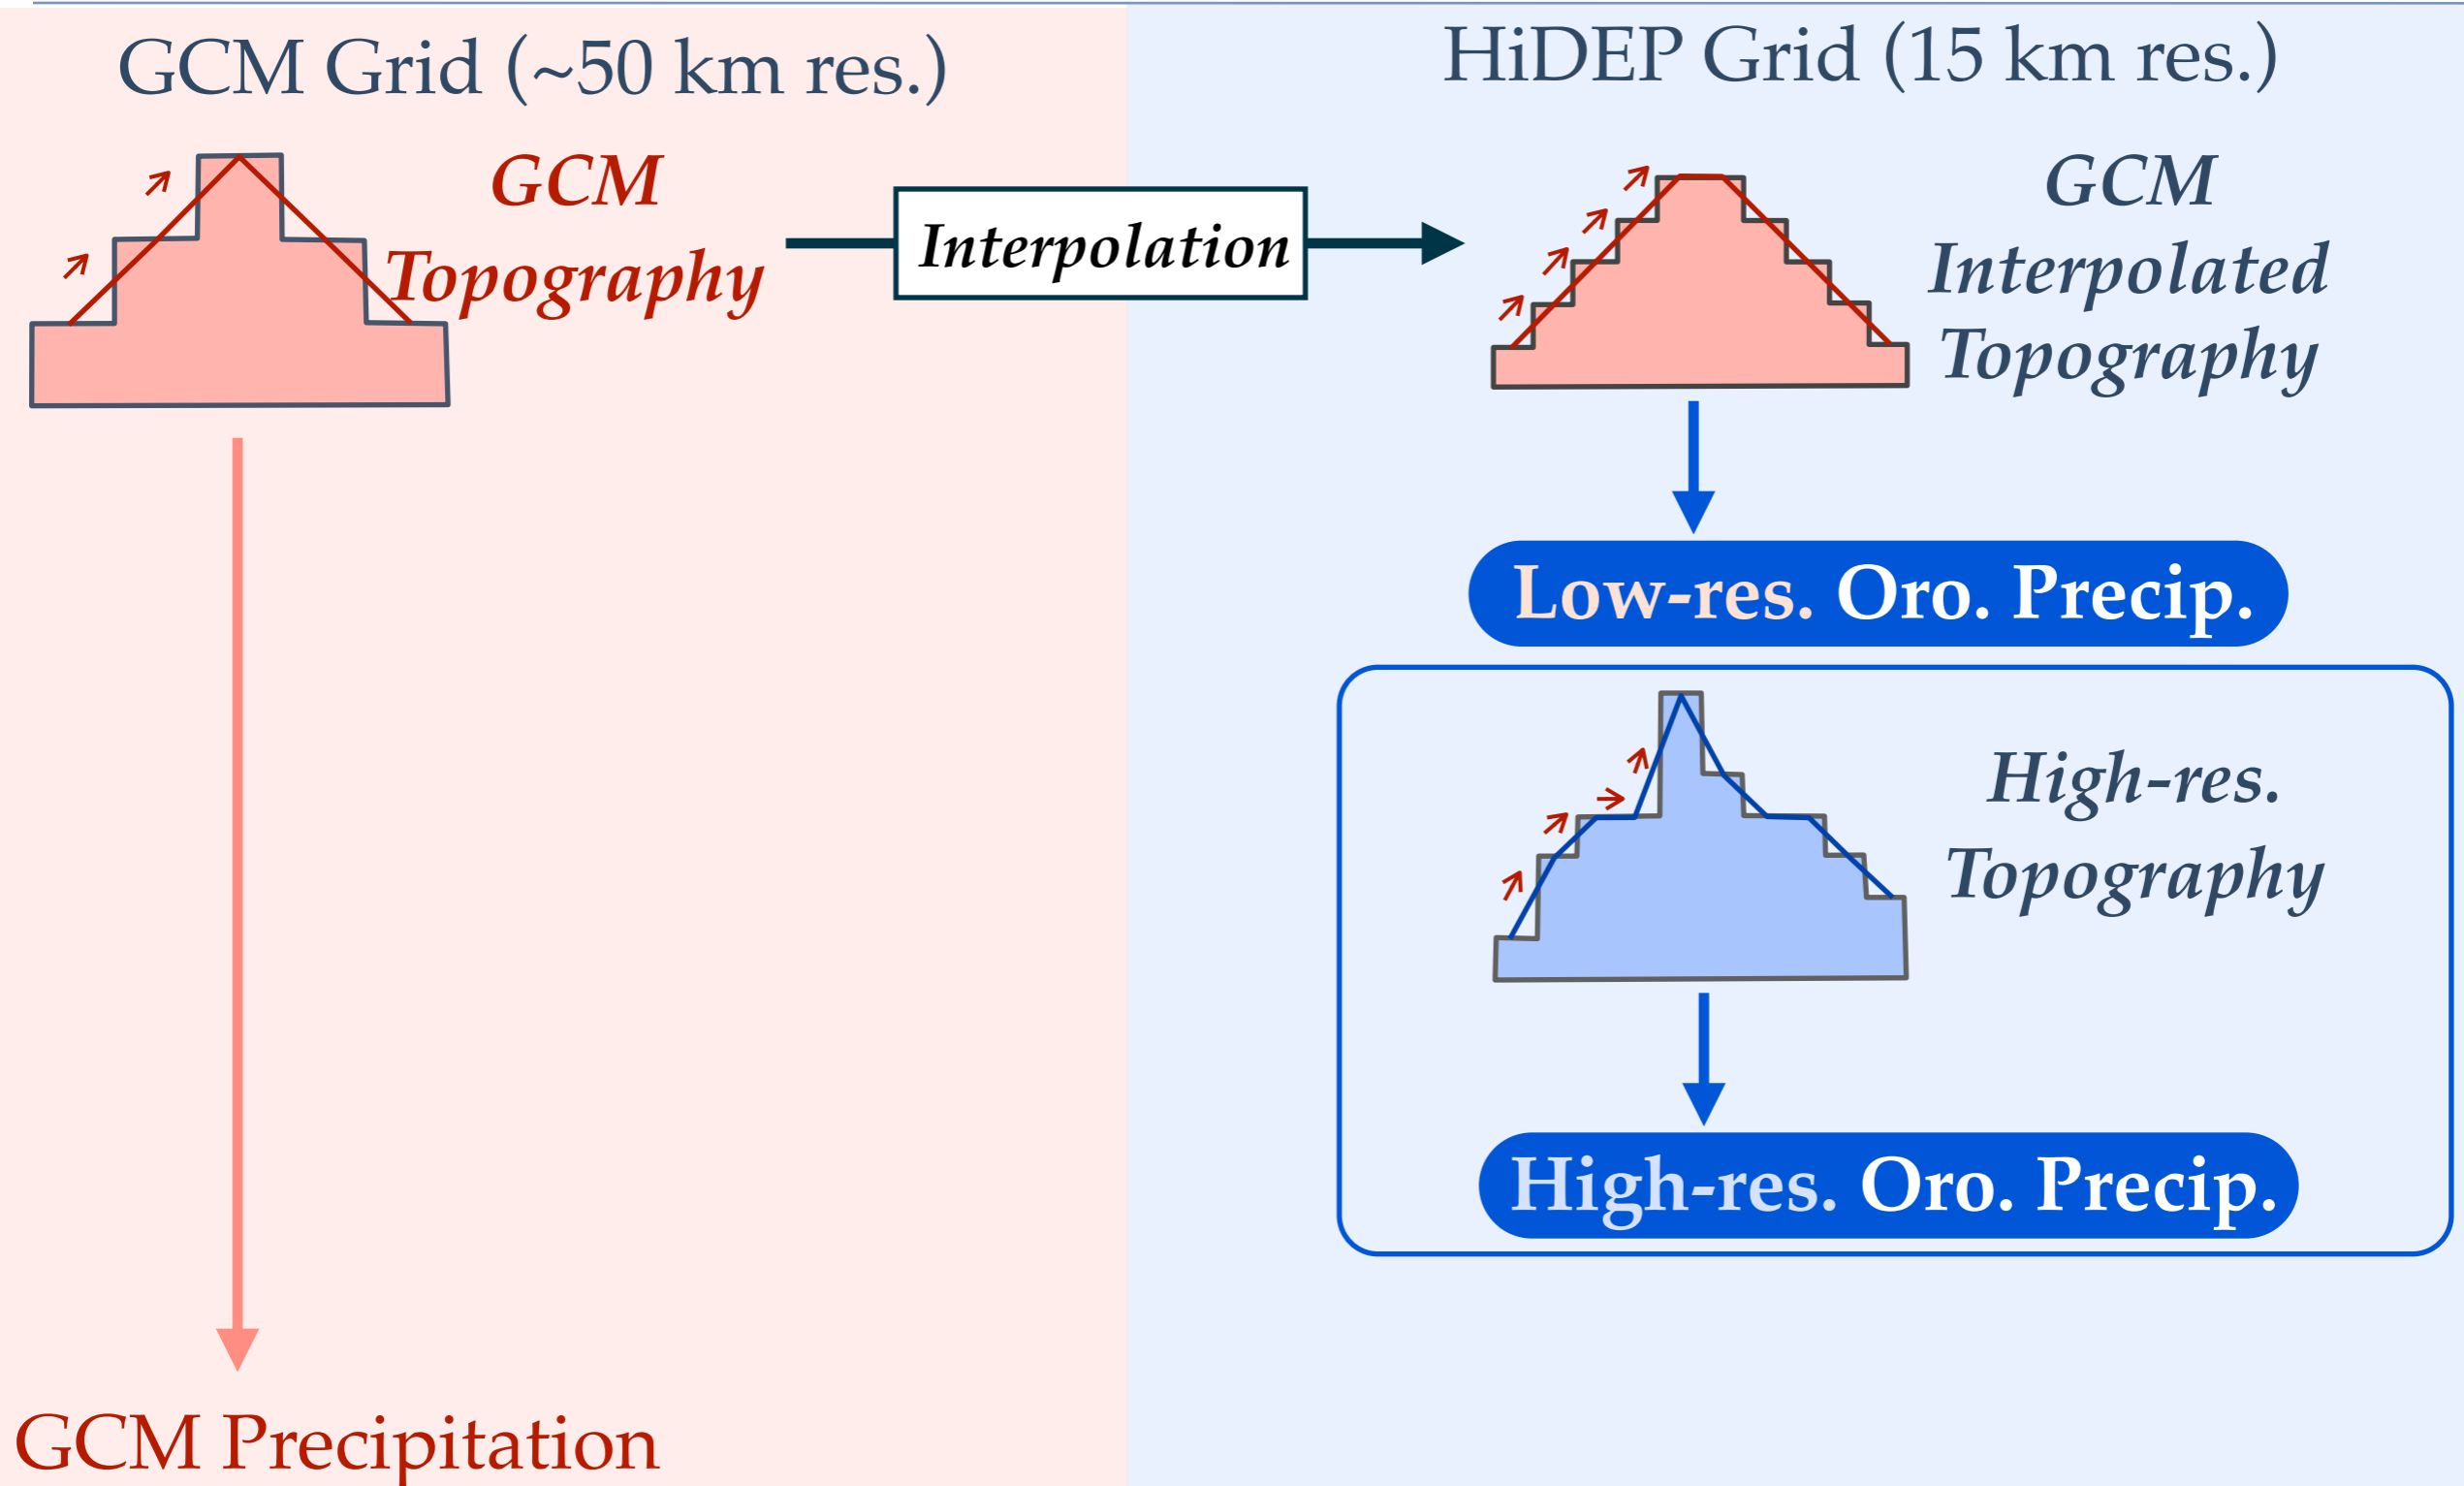 GCM Grid (~50 km res.)
HiDEP Grid (15 km res.)
GCM
Topography
Interpolation
GCM
Interpolated
Topography
Low-res. Oro. Precip.
High-res.
Topography
High-res. Oro. Precip.
GCM Precipitation